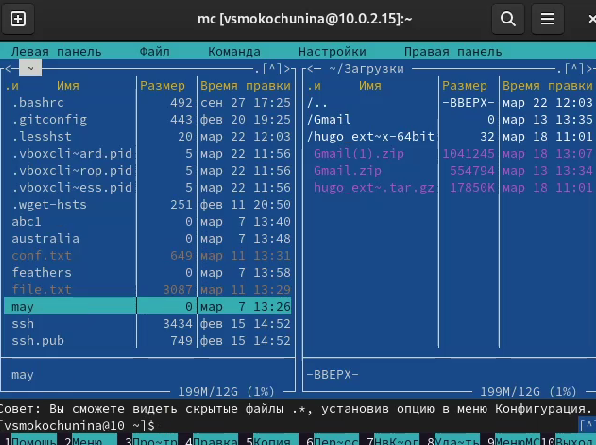 mc [vsmokochunina@10.0.2.15]:~
Левая панель Файл Команда Настройки Правая панель
<─ ~ .[^]> <─ ~/Загрузки .[^]>
.и Имя Размер Время правки .и Имя Размер Время правки
.bashrc 492 сен 27 17:25 /.. -ВВЕРХ- мар 22 12:03
.gitconfig 443 фев 20 19:25 /Gmail 0 мар 13 13:35
.lesshst 20 мар 22 12:03 /hugo ext~x-64bit 32 мар 18 11:01
.vboxcli~ard.pid 5 мар 22 11:56 Gmail(1).zip 1041245 мар 18 13:07
.vboxcli~rop.pid 5 мар 22 11:56 Gmail.zip 554794 мар 13 13:34
.vboxcli~ess.pid 5 мар 22 11:56 hugo ext~.tar.gz 17850K мар 18 11:01
.wget-hsts 251 фев 11 20:50
abc1 0 мар 7 13:40
australia 0 мар 7 13:48
conf.txt 649 мар 11 13:31
feathers 0 мар 7 13:58
file.txt 3087 мар 11 13:29
may 0 мар 7 13:26
ssh 3434 фев 15 14:52
ssh.pub 749 фев 15 14:52
may -ВВЕРХ-
199M/12G (1%) 199M/12G (1%)
Совет: Вы сможете видеть скрытые файлы .*, установив опцию в меню Конфигурация.
[vsmokochunina@10 ~]$ [^]
1Помощь 2Меню 3Про~тр 4Правка 5Копия 6Пер~ос 7НвК~ог 8Уда~ть 9МенюMC 10Выход